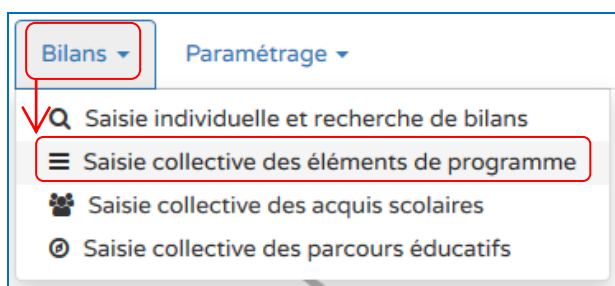 Bilans Paramétrage
Saisie individuelle et recherche de bilans
Saisie collective des éléments de programme
Saisie collective des acquis scolaires
Saisie collective des parcours éducatifs